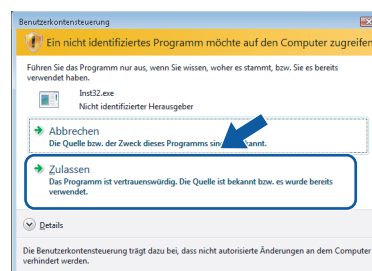 Benutzerkontensteuerung
Ein nicht identifiziertes Programm möchte auf den Computer zugreifen
Führen Sie das Programm nur aus, wenn Sie wissen, woher es stammt, bzw. Sie es bereits
verwendet haben.
Inst32.exe
Nicht identifizierter Herausgeber
Abbrechen
Die Quelle bzw. der Zweck dieses Programms sind
Zulassen
Das Programm ist vertrauenswürdig. Die Quelle ist bekannt bzw. es wurde bereits
verwendet.
Details
Die Benutzerkontensteuerung trägt dazu bei, dass nicht autorisierte Änderungen an dem Computer
verhindert werden.